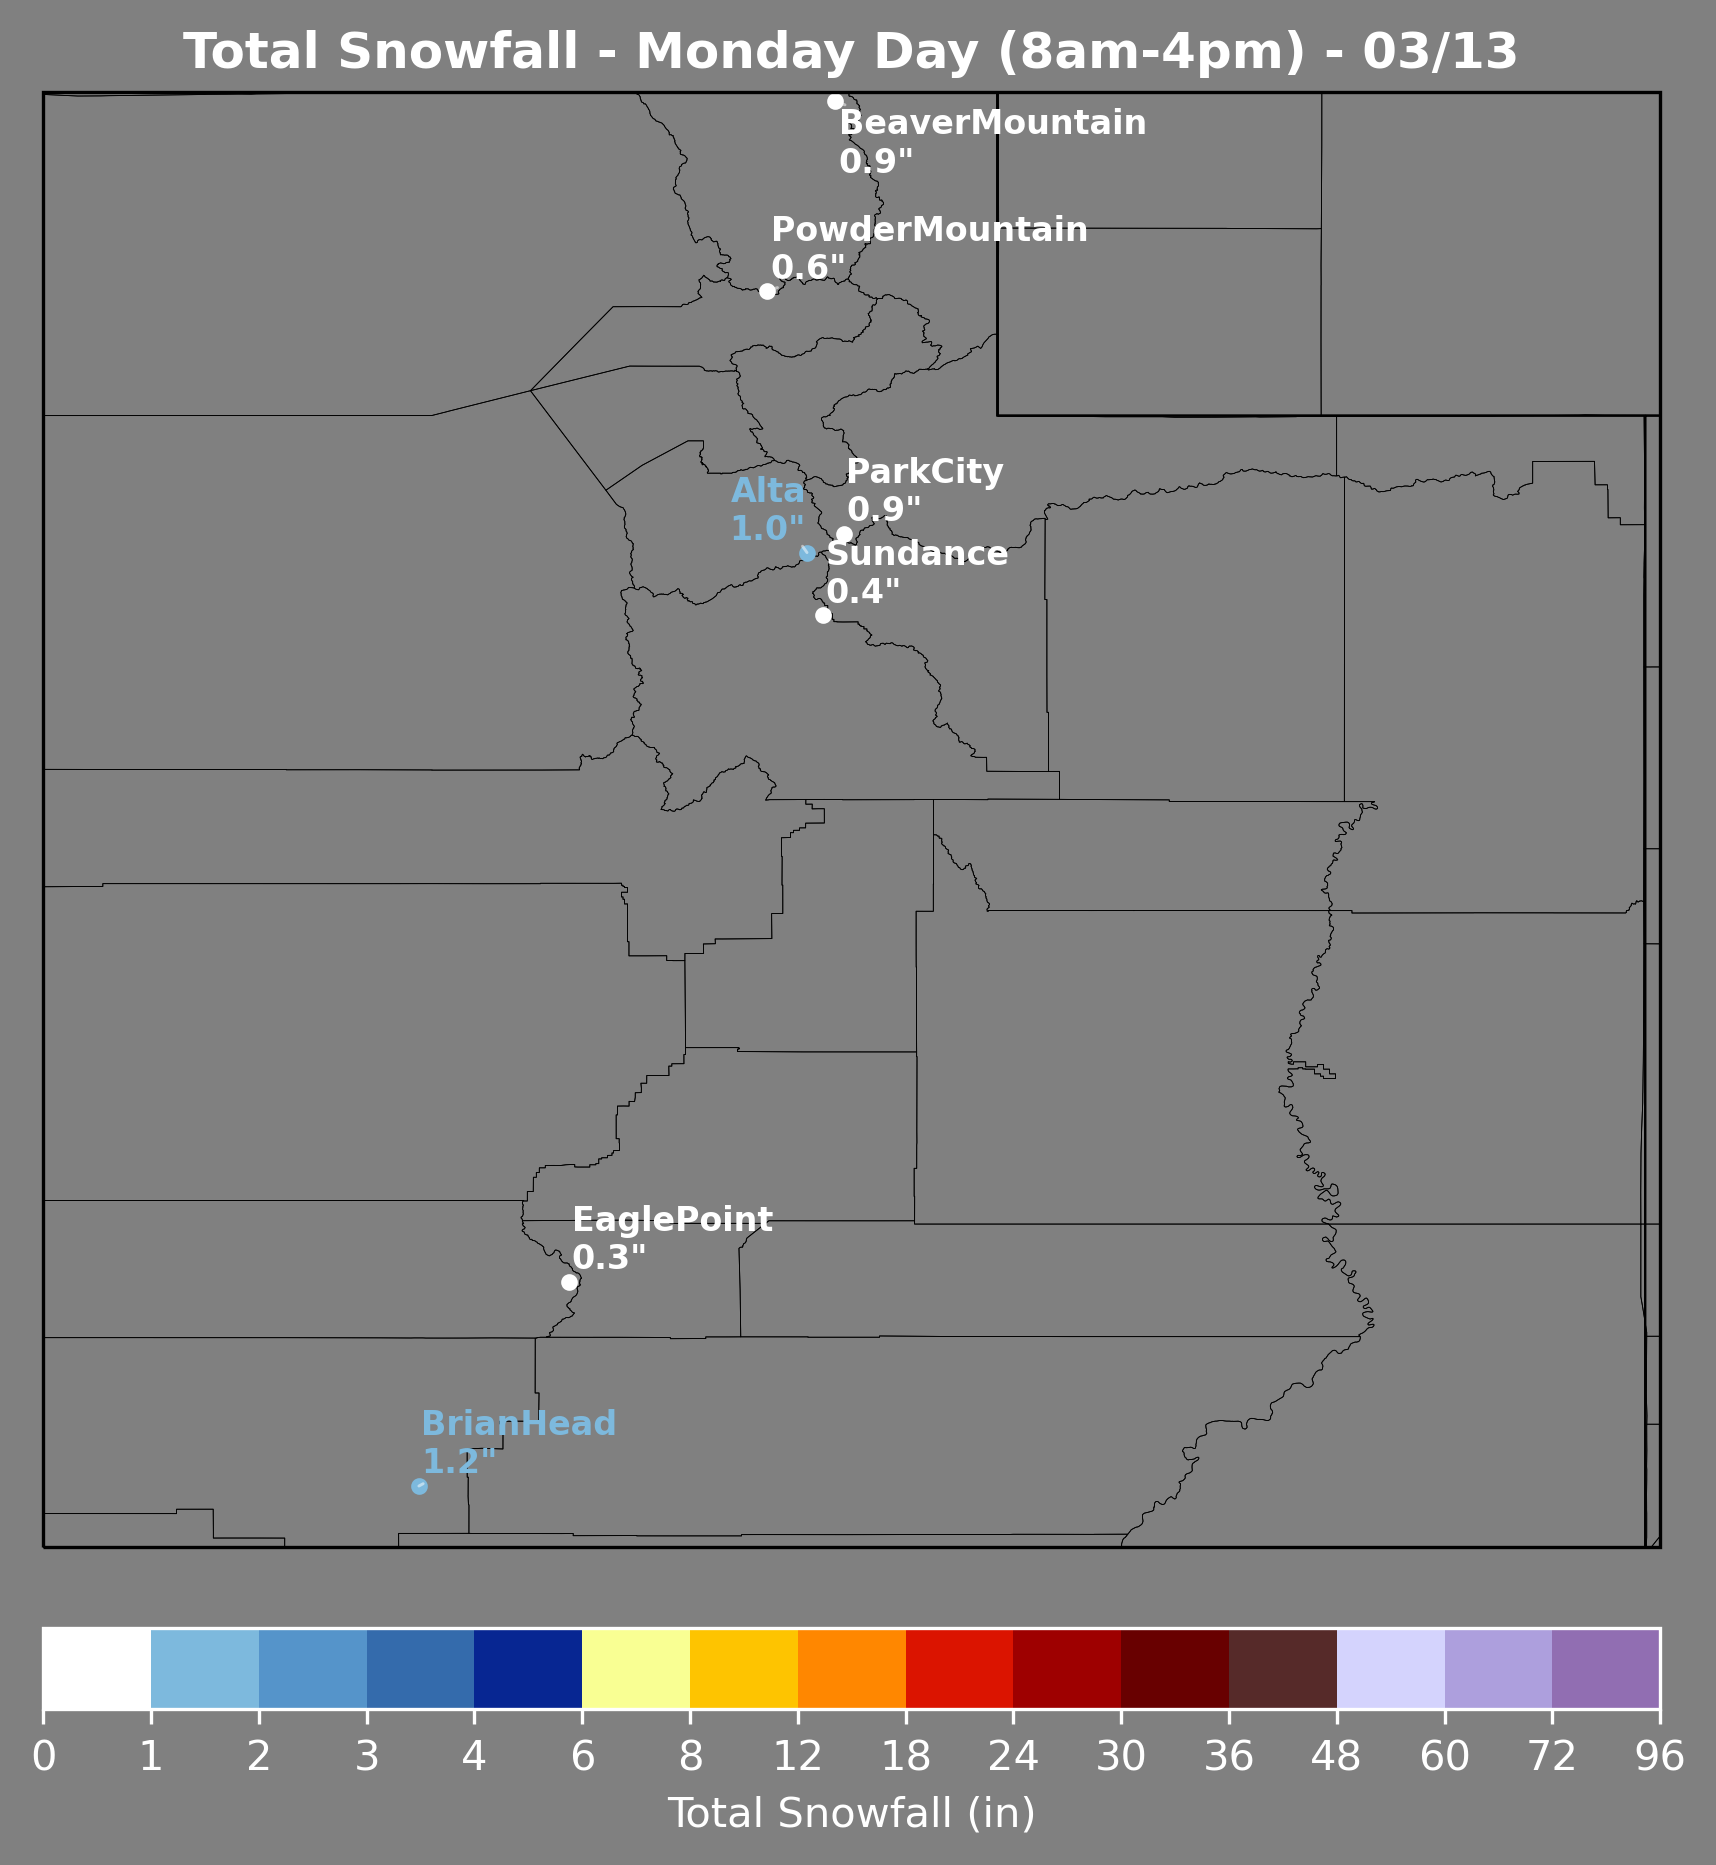 Total Snowfall - Monday Day (8am-4pm) - 03/13
BeaverMountain
0.9"
PowderMountain
0.6"
ParkCity
0.9"
Alta
1.0"
Sundance
0.4"
EaglePoint
0.3"
BrianHead
1.2"
0 1 2 3 4 6 8 12 18 24 30 36 48 60 72 96
Total Snowfall (in)